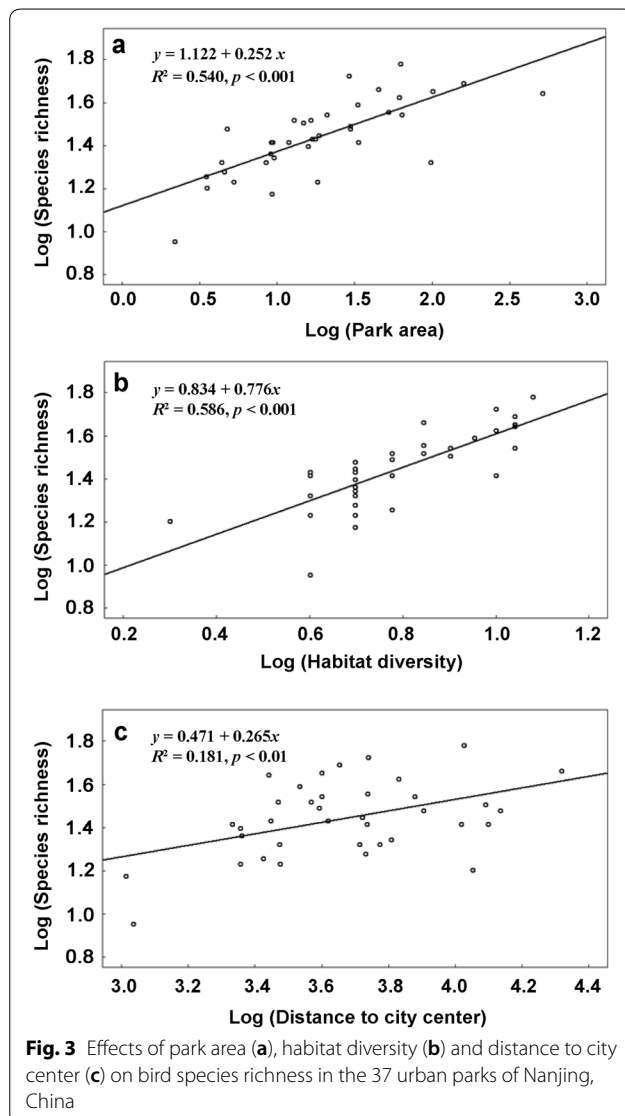 a
y = 1.122 + 0.252 x
R² = 0.540, p < 0.001
Log (Species richness)
1.8
1.6
1.4
1.2
1.0
0.8
0.0 0.5 1.0 1.5 2.0 2.5 3.0
Log (Park area)
b
y = 0.834 + 0.776x
R² = 0.586, p < 0.001
Log (Species richness)
1.8
1.6
1.4
1.2
1.0
0.8
0.2 0.4 0.6 0.8 1.0 1.2
Log (Habitat diversity)
c
y = 0.471 + 0.265x
R² = 0.181, p < 0.01
Log (Species richness)
1.8
1.6
1.4
1.2
1.0
0.8
3.0 3.2 3.4 3.6 3.8 4.0 4.2 4.4
Log (Distance to city center)
Fig. 3 Effects of park area (a), habitat diversity (b) and distance to city
center (c) on bird species richness in the 37 urban parks of Nanjing,
China